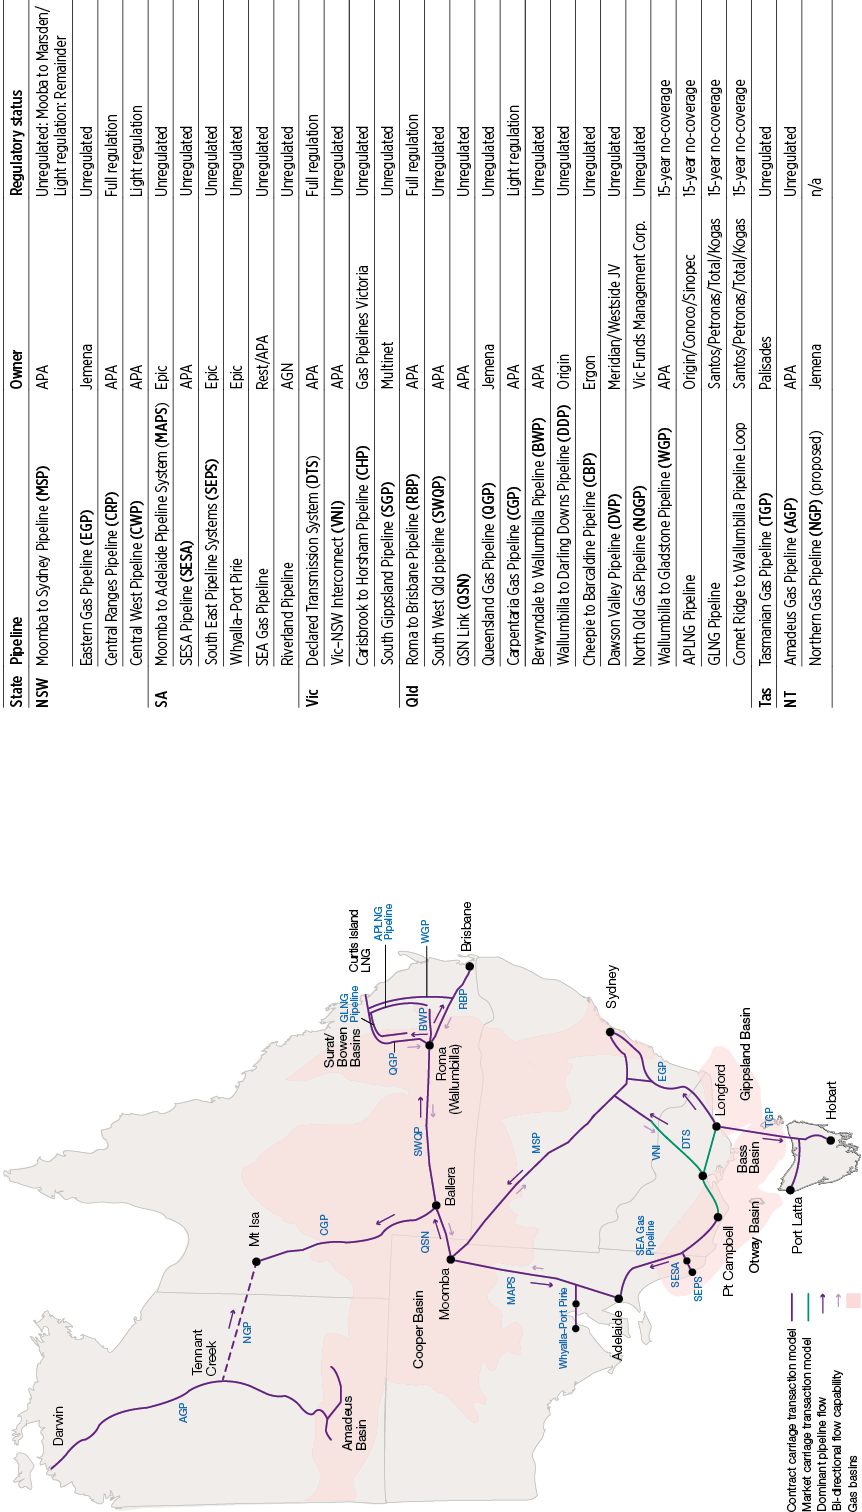 State Pipeline Owner Regulatory status
NSW Moomba to Sydney Pipeline (MSP) APA Unregulated: Mooba to Marsden/
Light regulation: Remainder
Eastern Gas Pipeline (EGP) Jemena Unregulated
Central Ranges Pipeline (CRP) APA Full regulation
Central West Pipeline (CWP) APA Light regulation
SA Moomba to Adelaide Pipeline System (MAPS) Epic Unregulated
SESA Pipeline (SESA) APA Unregulated
South East Pipeline Systems (SEPS) Epic Unregulated
Whyalla–Port Pirie Epic Unregulated
SEA Gas Pipeline Rest/APA Unregulated
Riverland Pipeline AGN Unregulated
Vic Declared Transmission System (DTS) APA Full regulation
Vic–NSW Interconnect (VNI) APA Unregulated
Carisbrook to Horsham Pipeline (CHP) Gas Pipelines Victoria Unregulated
South Gippsland Pipeline (SGP) Multinet Unregulated
Qld Roma to Brisbane Pipeline (RBP) APA Full regulation
South West Qld pipeline (SWQP) APA Unregulated
QSN Link (QSN) APA Unregulated
Queensland Gas Pipeline (QGP) Jemena Unregulated
Carpentaria Gas Pipeline (CGP) APA Light regulation
Berwyndale to Wallumbilla Pipeline (BWP) APA Unregulated
Wallumbilla to Darling Downs Pipeline (DDP) Origin Unregulated
Cheepie to Barcaldine Pipeline (CBP) Ergon Unregulated
Dawson Valley Pipeline (DVP) Meridian/Westside JV Unregulated
North Qld Gas Pipeline (NQGP) Vic Funds Management Corp. Unregulated
Wallumbilla to Gladstone Pipeline (WGP) APA 15-year no-coverage
APLNG Pipeline Origin/Conoco/Sinopec 15-year no-coverage
GLNG Pipeline Santos/Petronas/Total/Kogas 15-year no-coverage
Comet Ridge to Wallumbilla Pipeline Loop Santos/Petronas/Total/Kogas 15-year no-coverage
Tas Tasmanian Gas Pipeline (TGP) Palisades Unregulated
NT Amadeus Gas Pipeline (AGP) APA Unregulated
Northern Gas Pipeline (NGP) (proposed) Jemena n/a
Darwin
AGP
Tennant
Creek
NGP
Mt Isa
CGP
Amadeus
Basin
Cooper Basin
Moomba
QSN
Ballera
SWQP
Surat/
Bowen
Basins
GLNG
Pipeline
Curtis Island
LNG
APLNG
Pipeline
WGP
QGP
BWP
Roma
(Wallumbilla)
RBP
Brisbane
MSP
MAPS
Whyalla–Port Pirie
Adelaide
SEA Gas
Pipeline
SESA
SEPS
Pt Campbell
Otway Basin
VNI
DTS
EGP
Sydney
Longford
Gippsland Basin
Bass
Basin
TGP
Port Latta
Hobart
Contract carriage transaction model
Market carriage transaction model
Dominant pipeline flow
Bi-directional flow capability
Gas basins